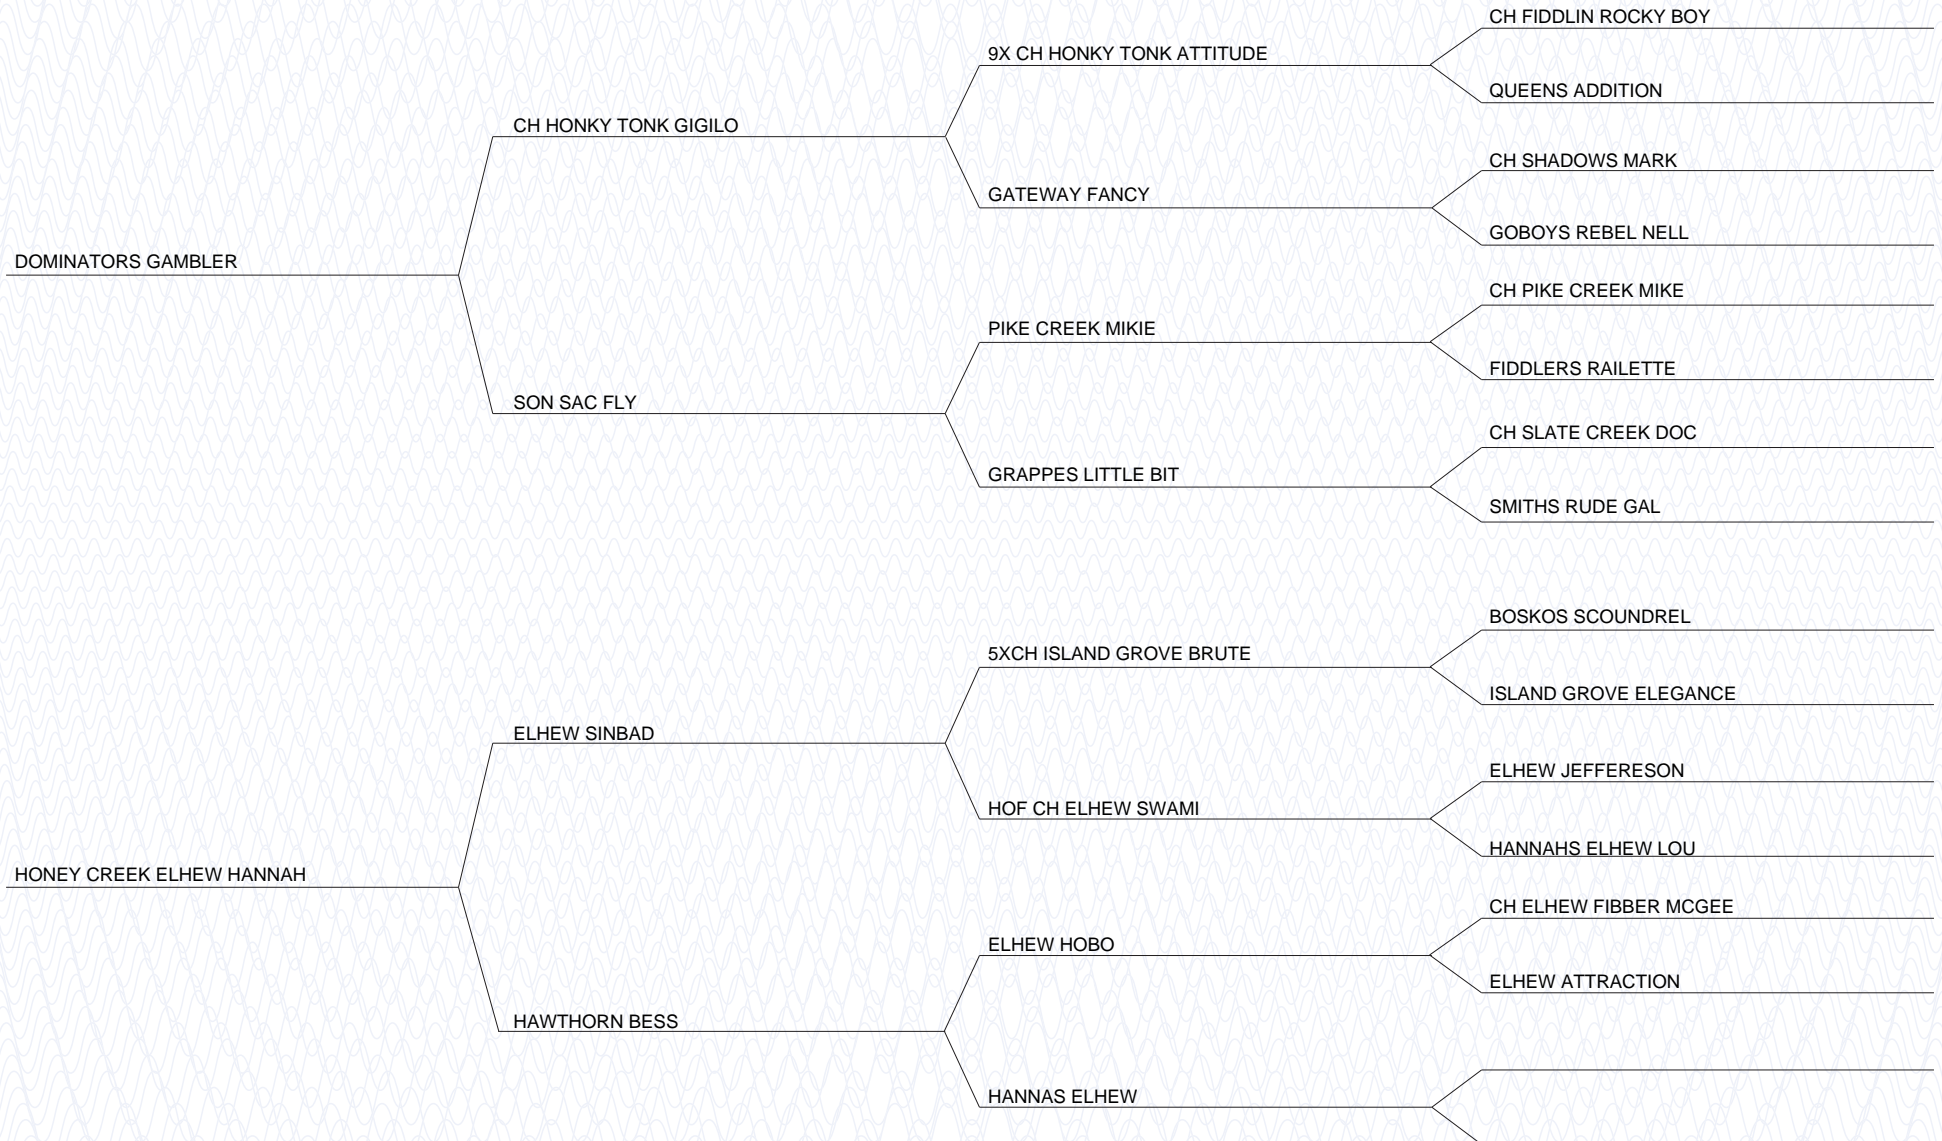 CH FIDDLIN ROCKY BOY
9X CH HONKY TONK ATTITUDE
QUEENS ADDITION
CH HONKY TONK GIGILO
CH SHADOWS MARK
GATEWAY FANCY
GOBOYS REBEL NELL
DOMINATORS GAMBLER
CH PIKE CREEK MIKE
PIKE CREEK MIKIE
FIDDLERS RAILETTE
SON SAC FLY
CH SLATE CREEK DOC
GRAPPES LITTLE BIT
SMITHS RUDE GAL
BOSKOS SCOUNDREL
5XCH ISLAND GROVE BRUTE
ISLAND GROVE ELEGANCE
ELHEW SINBAD
ELHEW JEFFERESON
HOF CH ELHEW SWAMI
HANNAHS ELHEW LOU
HONEY CREEK ELHEW HANNAH
CH ELHEW FIBBER MCGEE
ELHEW HOBO
ELHEW ATTRACTION
HAWTHORN BESS
HANNAS ELHEW